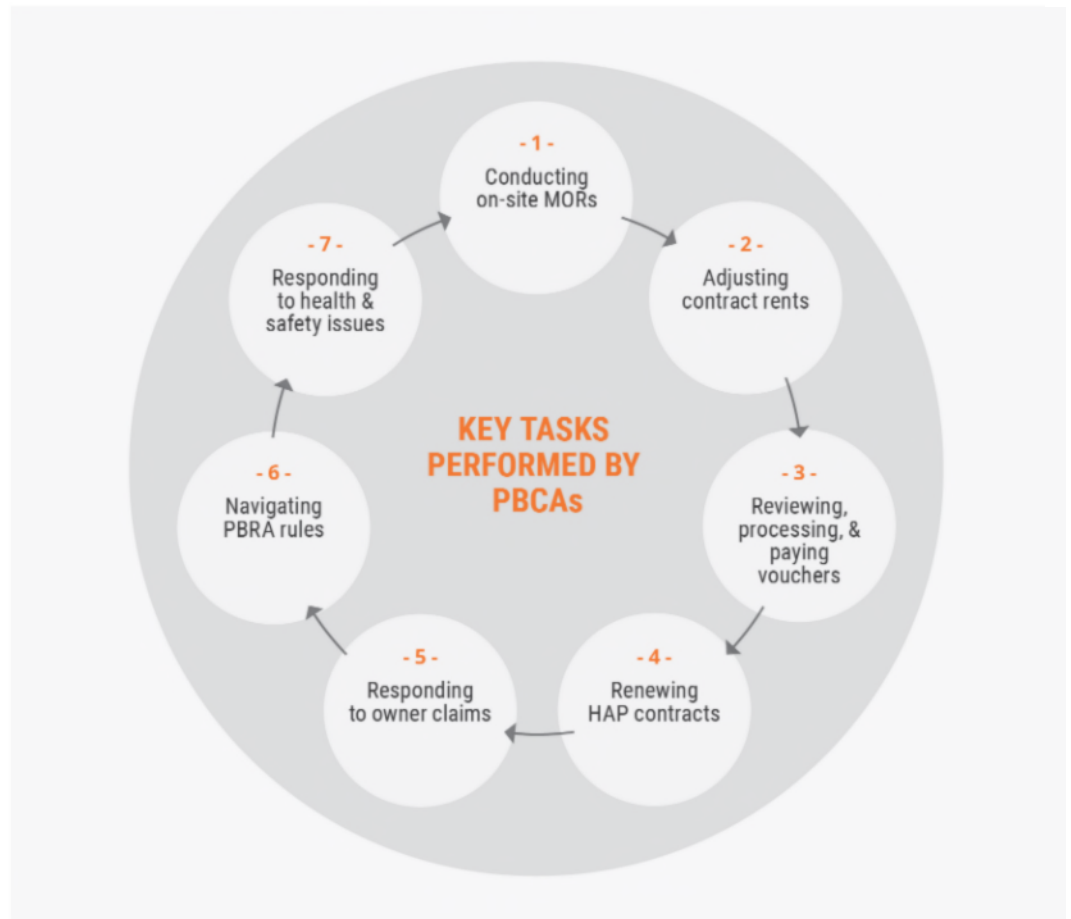 - 1 -
Conducting
on-site MORs
- 2 -
Adjusting
contract rents
- 3 -
Reviewing,
processing, &
paying
vouchers
- 4 -
Renewing
HAP contracts
- 5 -
Responding
to owner claims
- 6 -
Navigating
PBRA rules
- 7 -
Responding
to health &
safety issues
KEY TASKS
PERFORMED BY
PBCAs